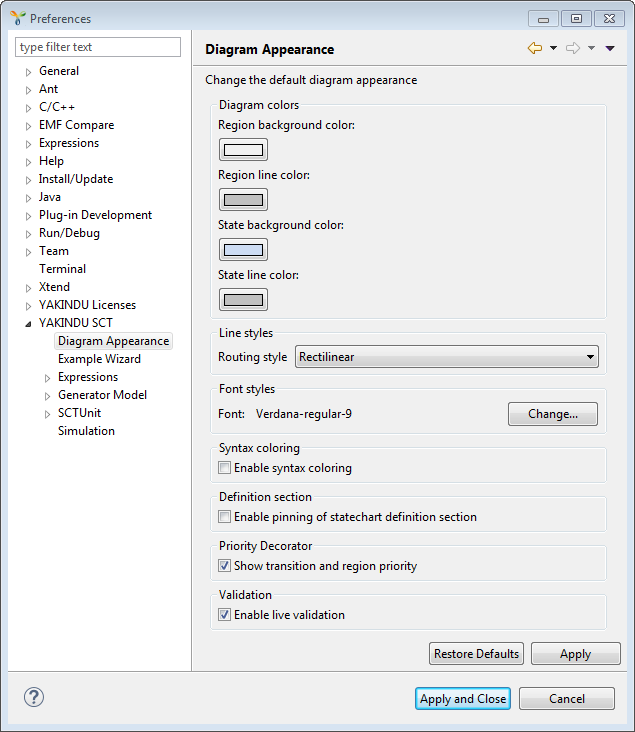 Preferences
type filter text
General
Ant
C/C++
EMF Compare
Expressions
Help
Install/Update
Java
Plug-in Development
Run/Debug
Team
Terminal
Xtend
YAKINDU Licenses
YAKINDU SCT
Diagram Appearance
Example Wizard
Expressions
Generator Model
SCTUnit
Simulation
Diagram Appearance
Change the default diagram appearance
Diagram colors
Region background color:
Region line color:
State background color:
State line color:
Line styles
Routing style Rectilinear
Font styles
Font: Verdana-regular-9 Change...
Syntax coloring
Enable syntax coloring
Definition section
Enable pinning of statechart definition section
Priority Decorator
Show transition and region priority
Validation
Enable live validation
Restore Defaults Apply
? Apply and Close Cancel